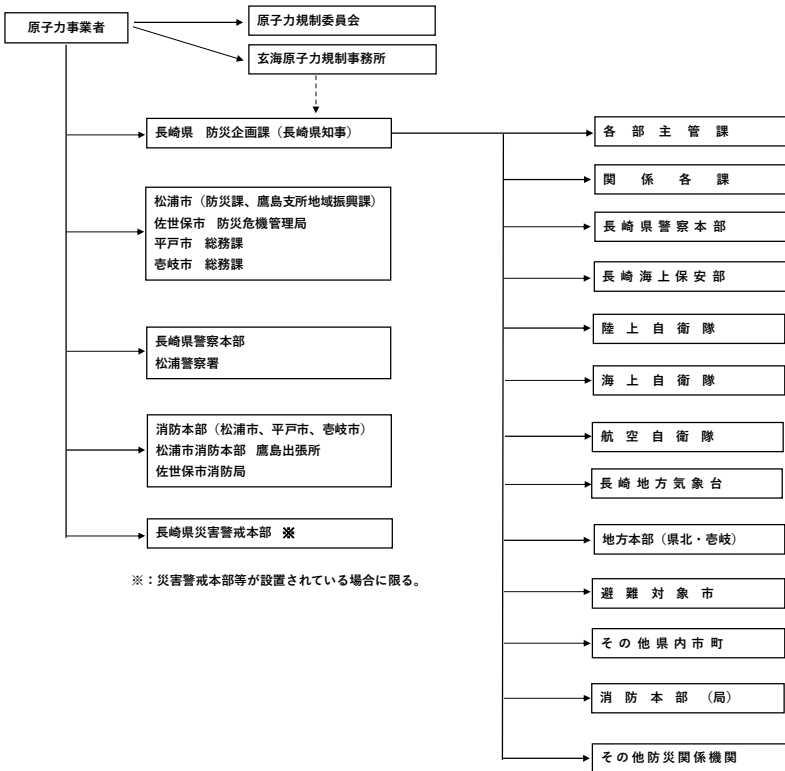 原子力事業者
原子力規制委員会
玄海原子力規制事務所
長崎県　防災企画課（長崎県知事）
松浦市（防災課、鷹島支所地域振興課）
佐世保市　防災危機管理局
平戸市　総務課
壱岐市　総務課
長崎県警察本部
松浦警察署
消防本部（松浦市、平戸市、壱岐市）
松浦市消防本部　鷹島出張所
佐世保市消防局
長崎県災害警戒本部　※
※：災害警戒本部等が設置されている場合に限る。
各部主管課
関係各課
長崎県警察本部
長崎海上保安部
陸上自衛隊
海上自衛隊
航空自衛隊
長崎地方気象台
地方本部（県北・壱岐）
避難対象市
その他県内市町
消防本部（局）
その他防災関係機関